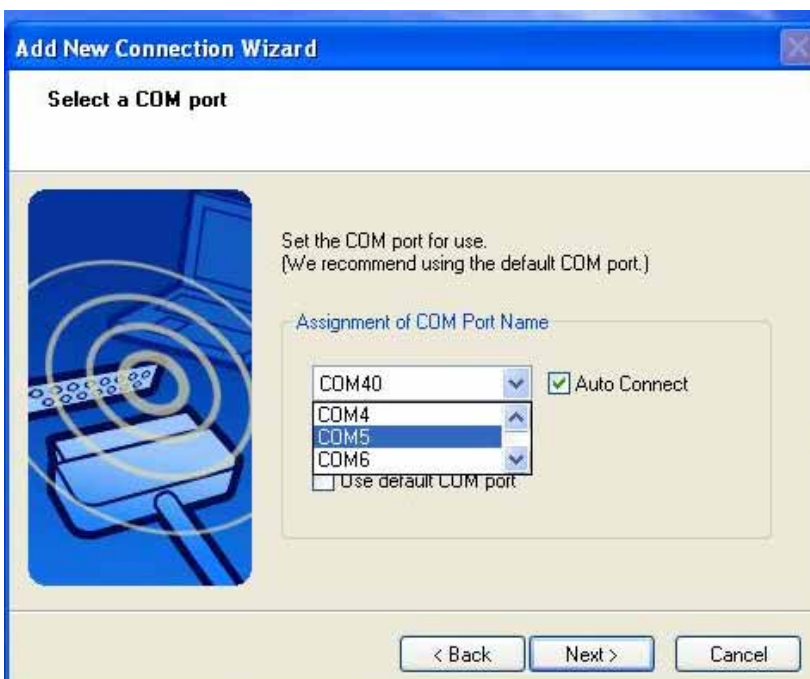 Add New Connection Wizard
Select a COM port
Set the COM port for use.
(We recommend using the default COM port.)
Assignment of COM Port Name
COM40
Auto Connect
COM4
COM5
COM6
Use default COM port
< Back
Next >
Cancel